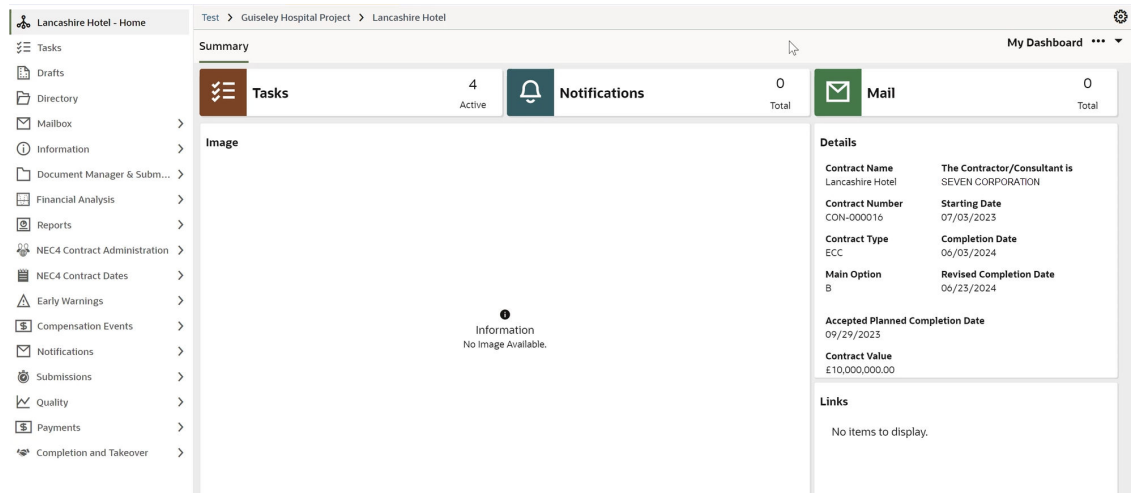 Lancashire Hotel - Home
Tasks
Drafts
Directory
Mailbox
Information
Document Manager & Subm...
Financial Analysis
Reports
NEC4 Contract Administration
NEC4 Contract Dates
Early Warnings
Compensation Events
Notifications
Submissions
Quality
Payments
Completion and Takeover
Test > Guiseley Hospital Project > Lancashire Hotel
Summary
My Dashboard
Tasks
4
Active
Notifications
0
Total
Mail
0
Total
Image
Information
No Image Available.
Details
Contract Name
Lancashire Hotel
The Contractor/Consultant is
SEVEN CORPORATION
Contract Number
CON-000016
Starting Date
07/03/2023
Contract Type
ECC
Completion Date
06/03/2024
Main Option
B
Revised Completion Date
06/23/2024
Accepted Planned Completion Date
09/29/2023
Contract Value
£10,000,000.00
Links
No items to display.